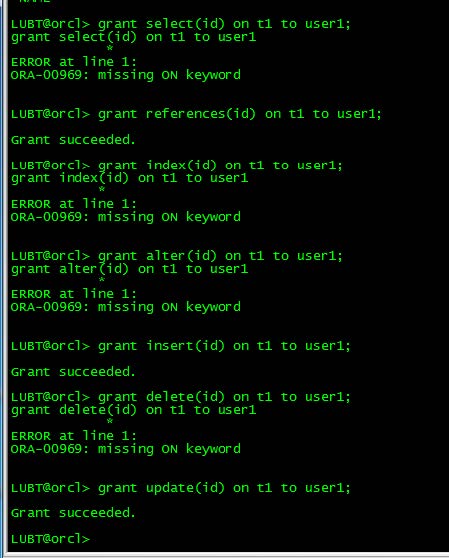 NAME
LUBT@orcl> grant select(id) on t1 to user1;
grant select(id) on t1 to user1
*
ERROR at line 1:
ORA-00969: missing ON keyword
LUBT@orcl> grant references(id) on t1 to user1;
Grant succeeded.
LUBT@orcl> grant index(id) on t1 to user1;
grant index(id) on t1 to user1
*
ERROR at line 1:
ORA-00969: missing ON keyword
LUBT@orcl> grant alter(id) on t1 to user1;
grant alter(id) on t1 to user1
*
ERROR at line 1:
ORA-00969: missing ON keyword
LUBT@orcl> grant insert(id) on t1 to user1;
Grant succeeded.
LUBT@orcl> grant delete(id) on t1 to user1;
grant delete(id) on t1 to user1
*
ERROR at line 1:
ORA-00969: missing ON keyword
LUBT@orcl> grant update(id) on t1 to user1;
Grant succeeded.
LUBT@orcl>